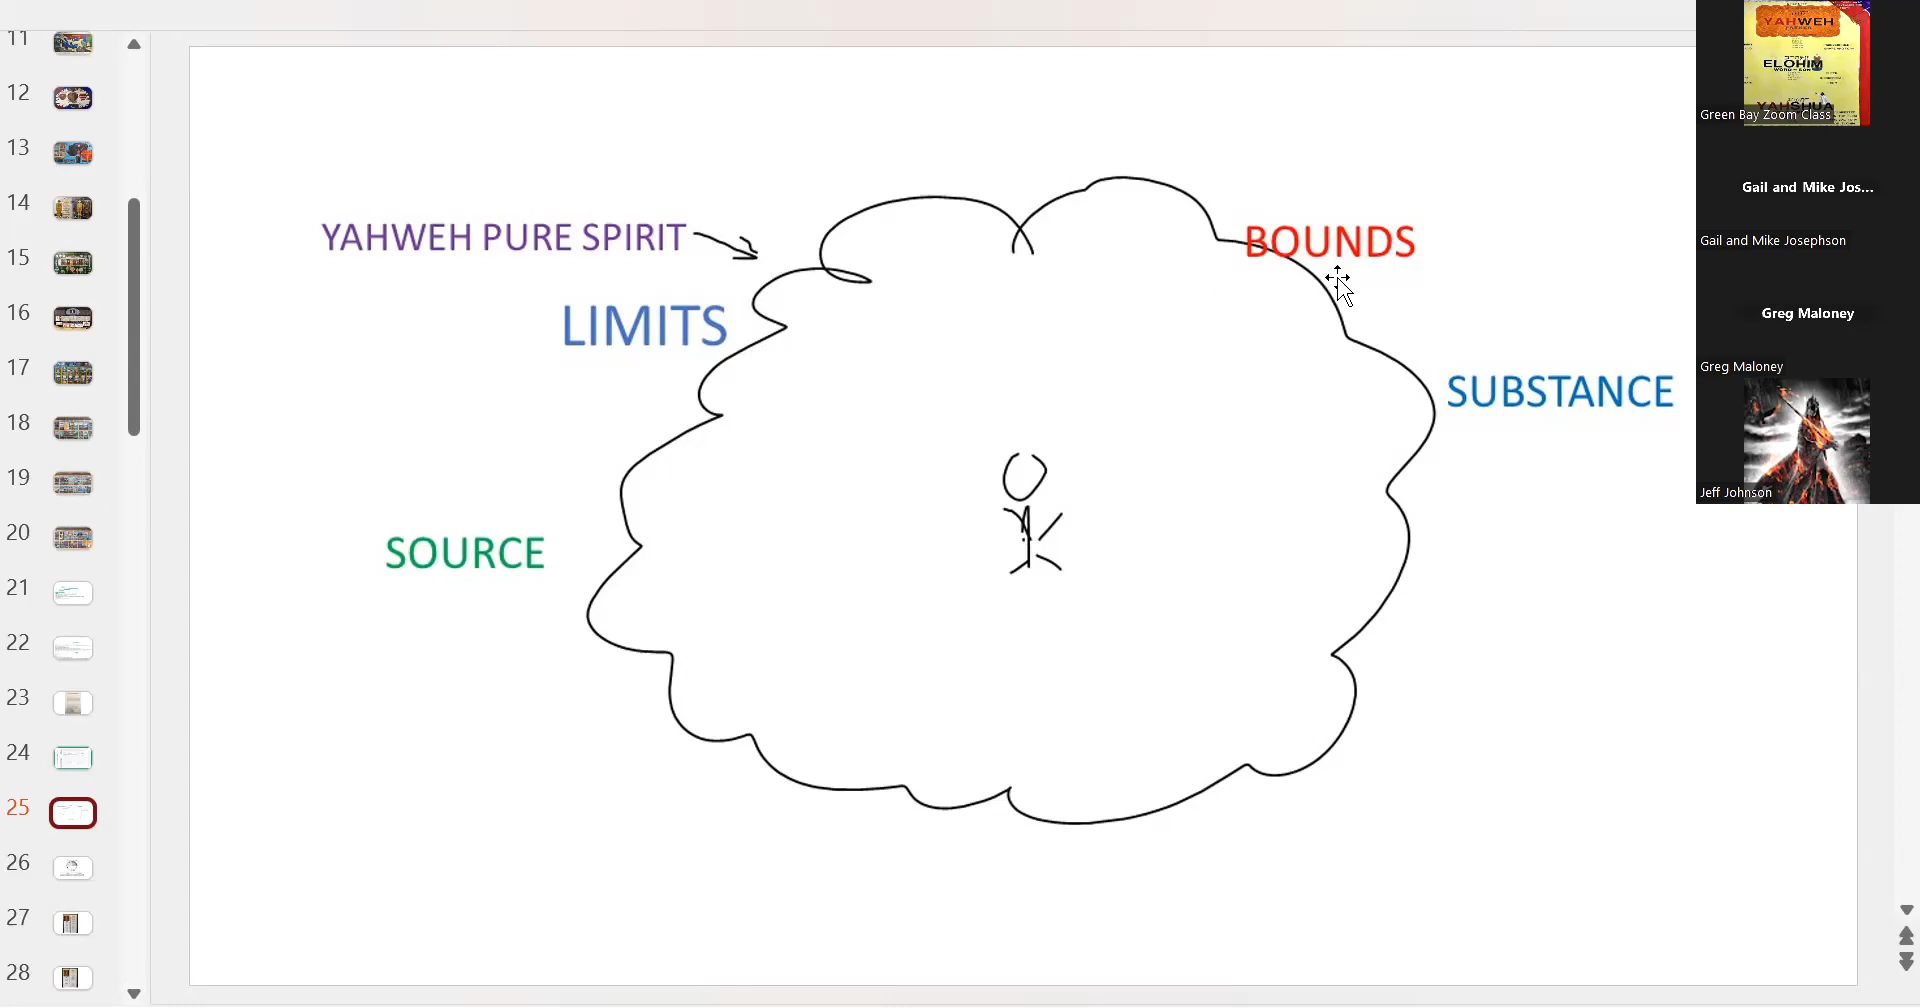 11
12
13
14
15
16
17
18
19
20
21
22
23
24
25
26
27
28
YAHWEH PURE SPIRIT
BOUNDS
LIMITS
SUBSTANCE
SOURCE
YAHWEH
ELOHIM
WORD
SON
YAHSHUA
Green Bay Zoom Class
Gail and Mike Jos...
Gail and Mike Josephson
Greg Maloney
Greg Maloney
Jeff Johnson